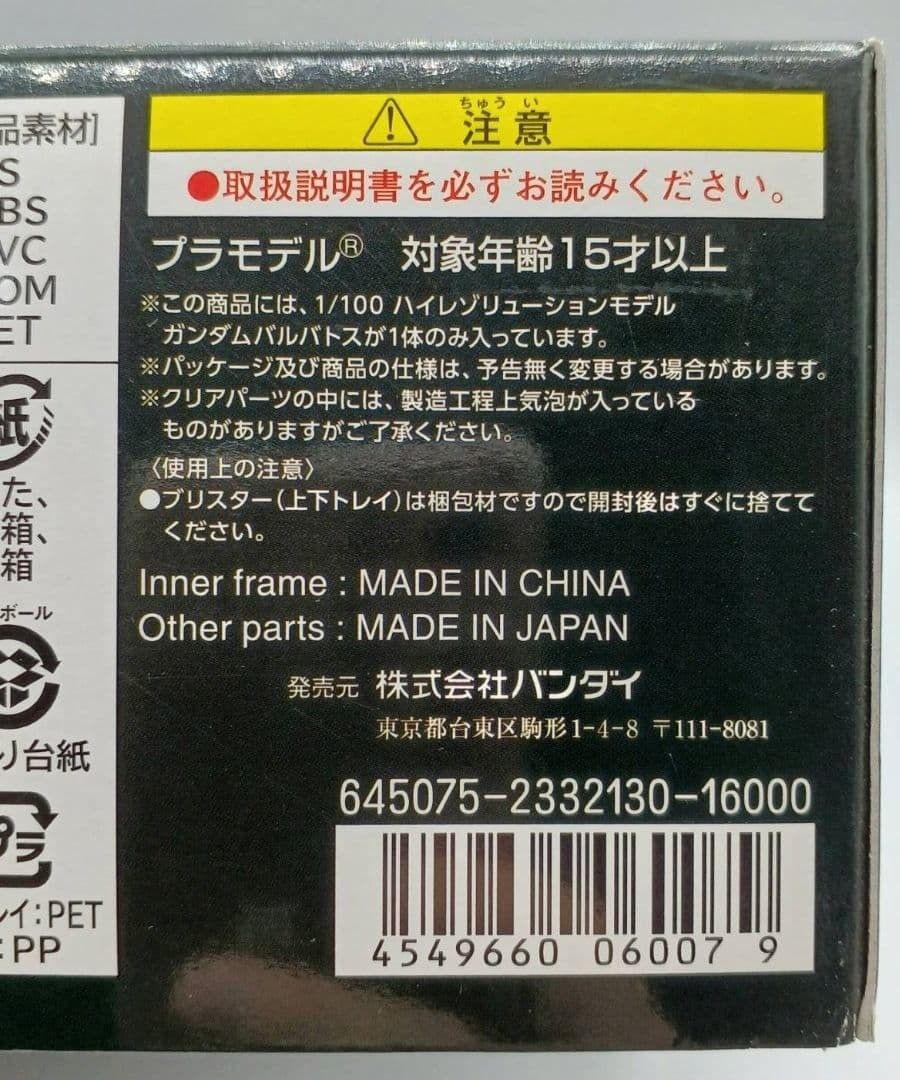 品素材]
S
BS
VC
OM
ET
紙
た、
箱、
箱
ボール
り台紙
プラ
イ:PET
:PP
ちゅう い
注意
●取扱説明書を必ずお読みください。
プラモデル® 対象年齢15才以上
※この商品には、1/100 ハイレゾリューションモデル
ガンダムバルバトスが1体のみ入っています。
※パッケージ及び商品の仕様は、予告無く変更する場合があります。
※クリアパーツの中には、製造工程上気泡が入っている
ものがありますがご了承ください。
〈使用上の注意〉
●ブリスター(上下トレイ)は梱包材ですので開封後はすぐに捨てて
ください。
Inner frame : MADE IN CHINA
Other parts : MADE IN JAPAN
発売元 株式会社バンダイ
東京都台東区駒形1-4-8 〒111-8081
645075-2332130-16000
4549660 06007 9